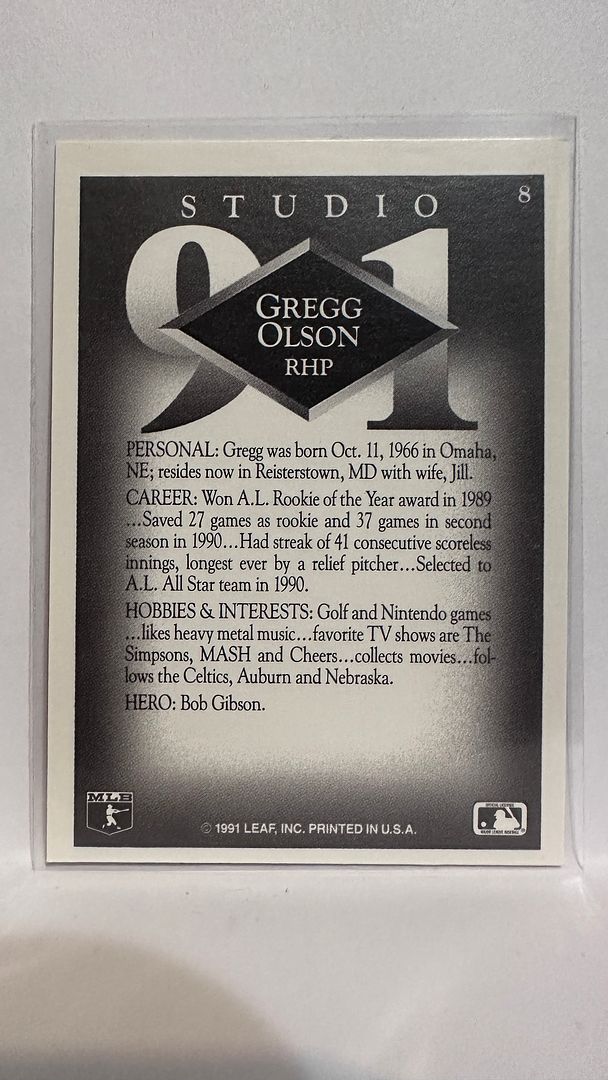 8
STUDIO
91
GREGG
OLSON
RHP
PERSONAL: Gregg was born Oct. 11, 1966 in Omaha,
NE; resides now in Reisterstown, MD with wife, Jill.
CAREER: Won A.L. Rookie of the Year award in 1989
...Saved 27 games as rookie and 37 games in second
season in 1990...Had streak of 41 consecutive scoreless
innings, longest ever by a relief pitcher...Selected to
A.L. All Star team in 1990.
HOBBIES & INTERESTS: Golf and Nintendo games
...likes heavy metal music...favorite TV shows are The
Simpsons, MASH and Cheers...collects movies...fol-
lows the Celtics, Auburn and Nebraska.
HERO: Bob Gibson.
MLB
© 1991 LEAF, INC. PRINTED IN U.S.A.
OFFICIAL LICENSEE
MAJOR LEAGUE BASEBALL